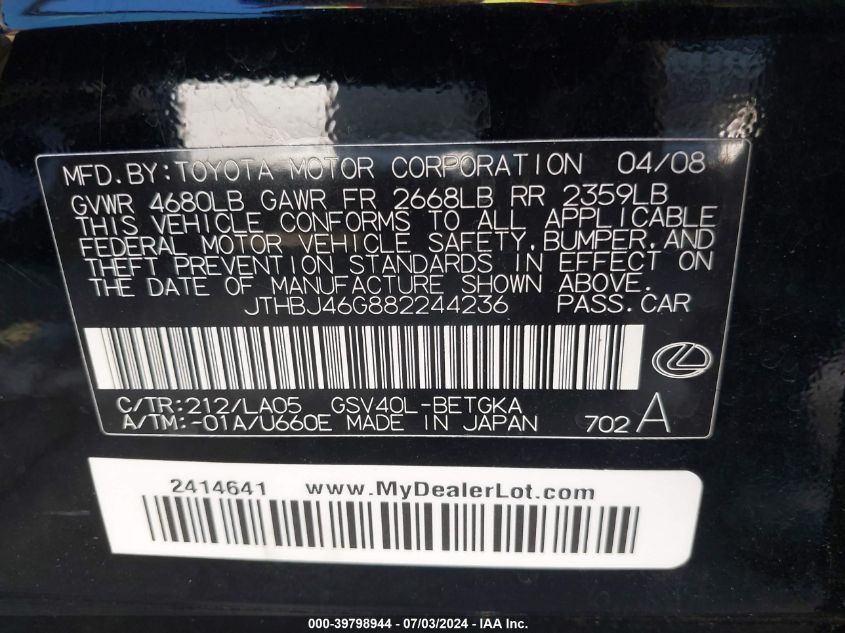 MFD.BY:TOYOTA MOTOR CORPORATION 04/08
GVWR 4680LB GAWR FR 2668LB RR 2359LB
THIS VEHICLE CONFORMS TO ALL APPLICABLE
FEDERAL MOTOR VEHICLE SAFETY,BUMPER,AND
THEFT PREVENTION STANDARDS IN EFFECT ON
THE DATE OF MANUFACTURE SHOWN ABOVE.
JTHBJ46G882244236 PASS.CAR
C/TR:212/LA05 GSV40L-BETGKA
A/TM:-01A/U660E MADE IN JAPAN 702 A
2414641 www.MyDealerLot.com
000-39798944 - 07/03/2024 - IAA Inc.